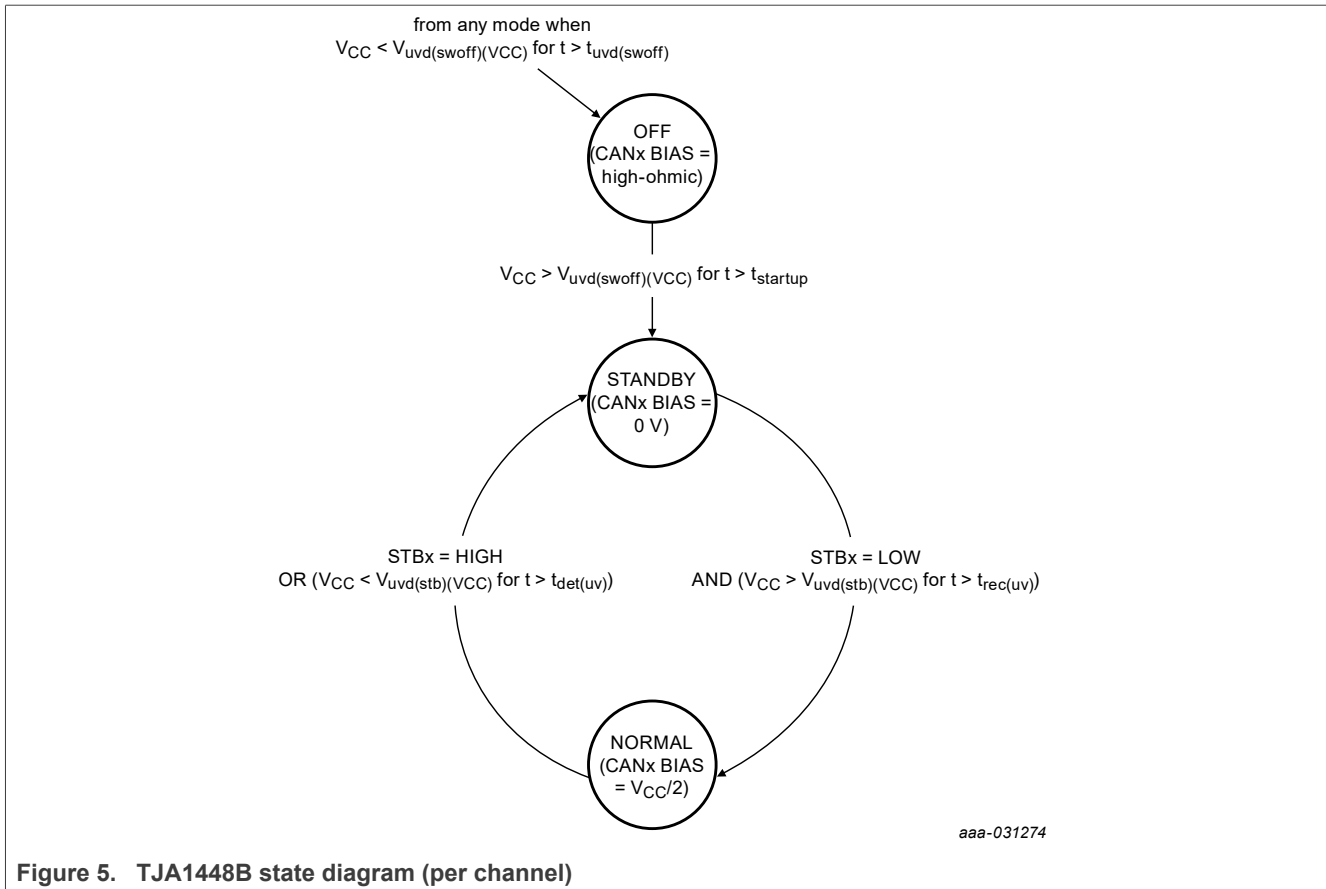 from any mode when
VCC < Vuvd(swoff)(VCC) for t > tuvd(swoff)
OFF
(CANx BIAS =
high-ohmic)
VCC > Vuvd(swoff)(VCC) for t > tstartup
STANDBY
(CANx BIAS =
0 V)
STBx = HIGH
OR (VCC < Vuvd(stb)(VCC) for t > tdet(uv))
STBx = LOW
AND (VCC > Vuvd(stb)(VCC) for t > trec(uv))
NORMAL
(CANx BIAS
= VCC/2)
aaa-031274
Figure 5. TJA1448B state diagram (per channel)